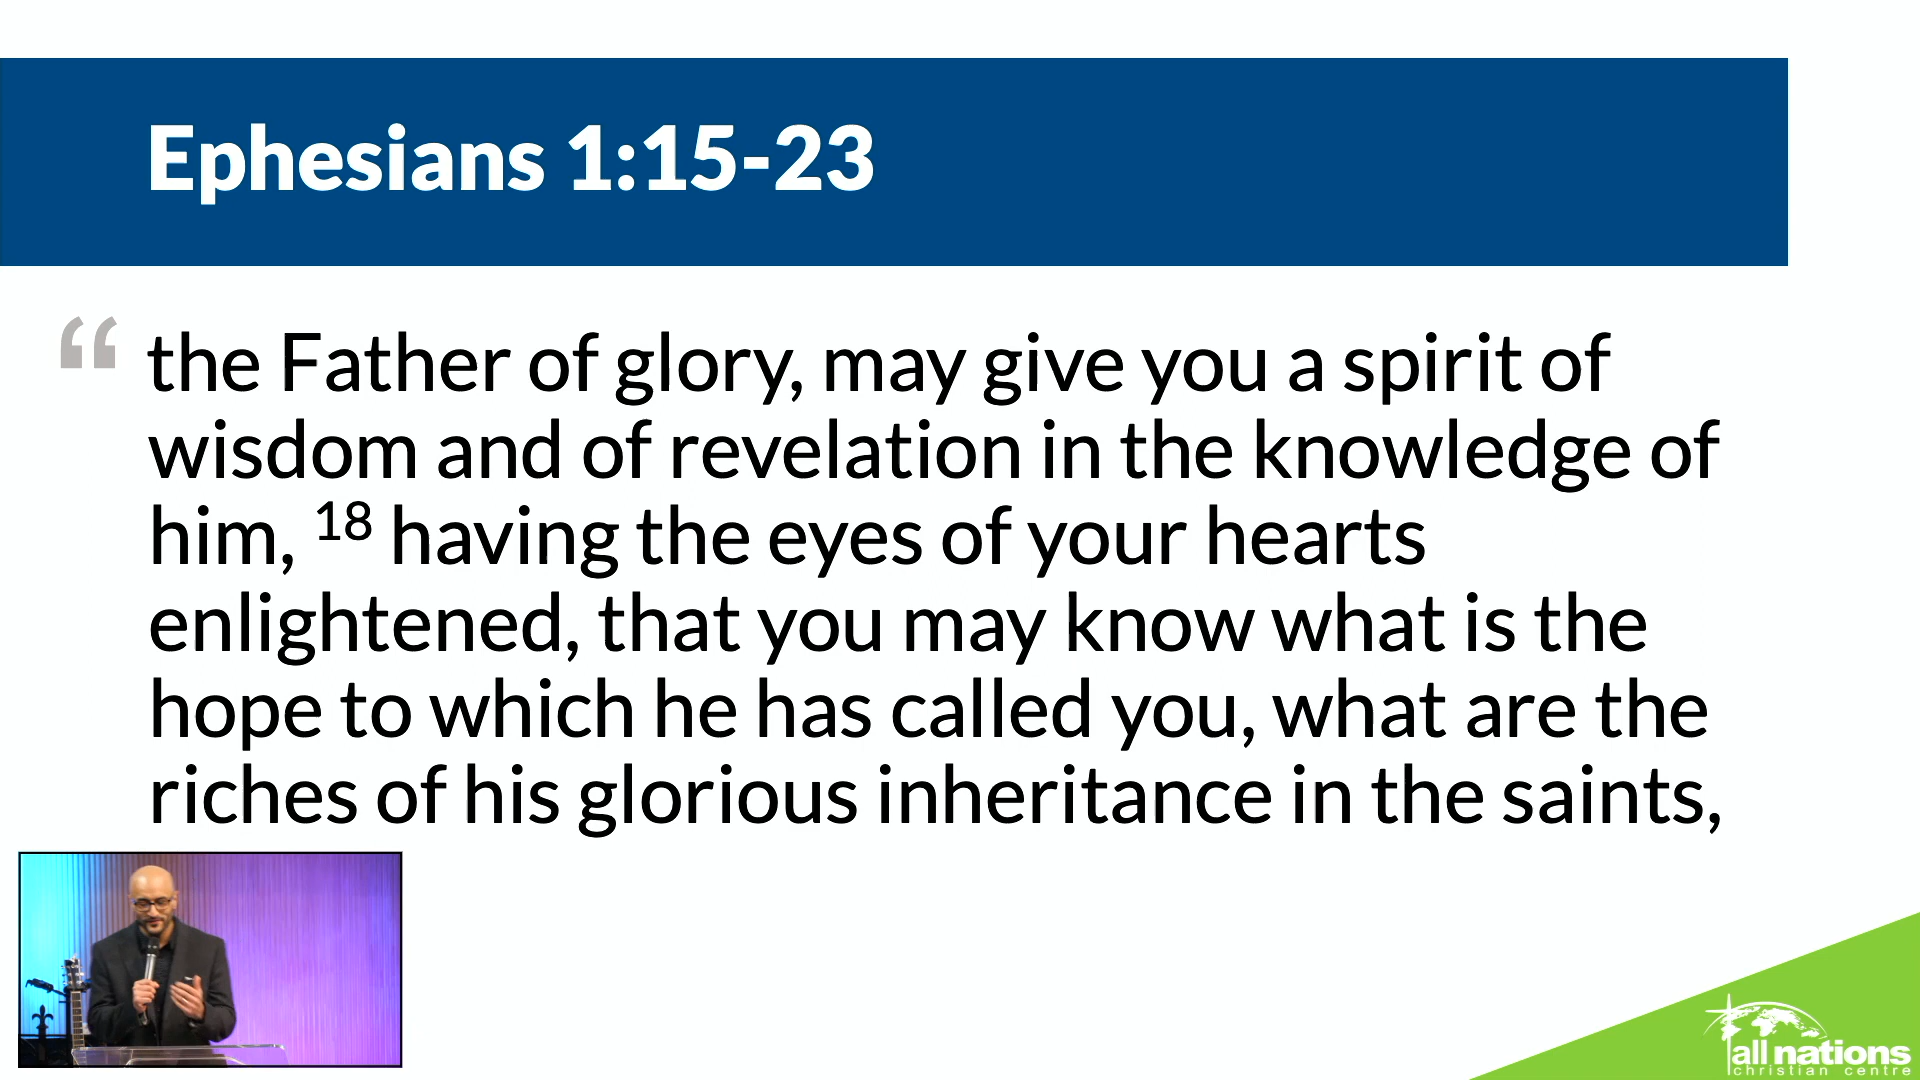 Ephesians 1:15-23
“ the Father of glory, may give you a spirit of
wisdom and of revelation in the knowledge of
him, 18 having the eyes of your hearts
enlightened, that you may know what is the
hope to which he has called you, what are the
riches of his glorious inheritance in the saints,
all nations
christian centre